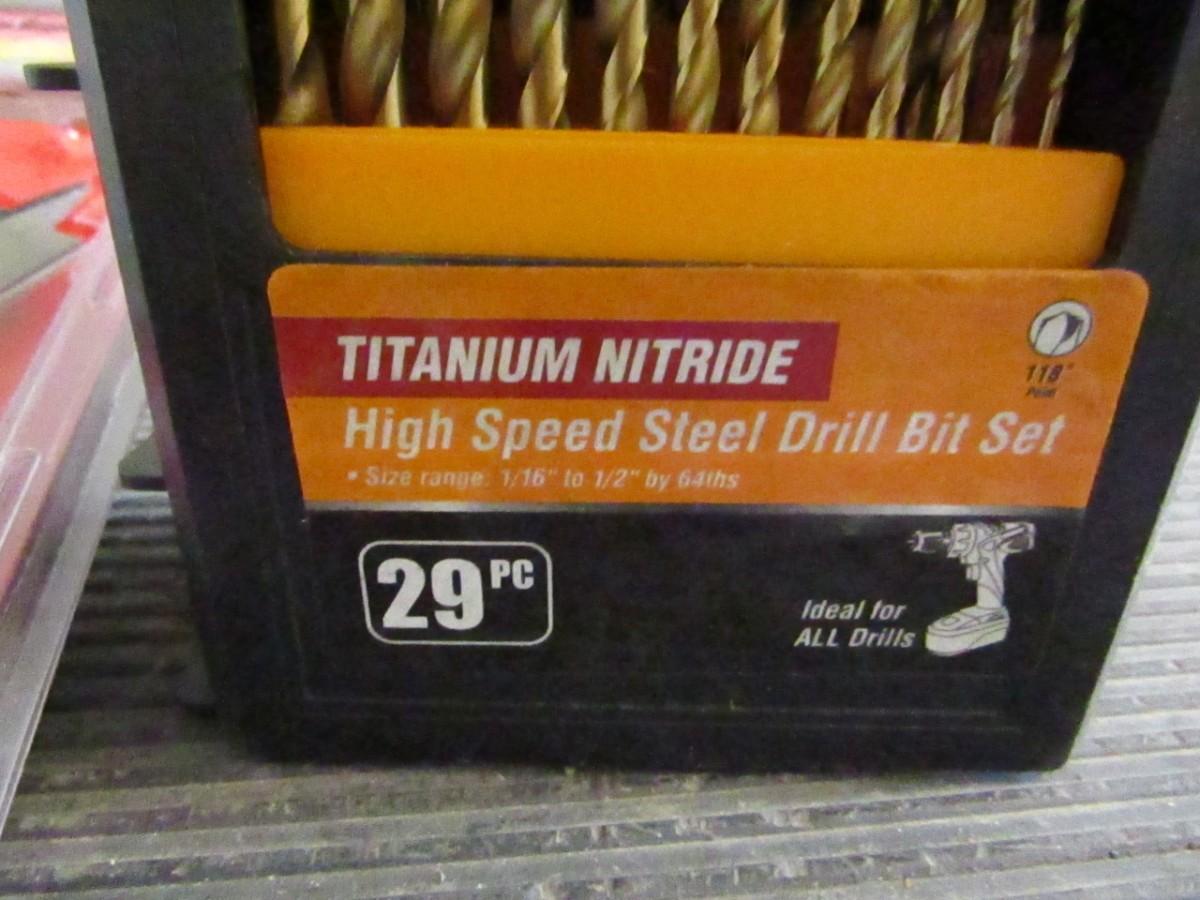 TITANIUM NITRIDE
118°
Point
High Speed Steel Drill Bit Set
• Size range: 1/16" to 1/2" by 64ths
29 PC
Ideal for
ALL Drills